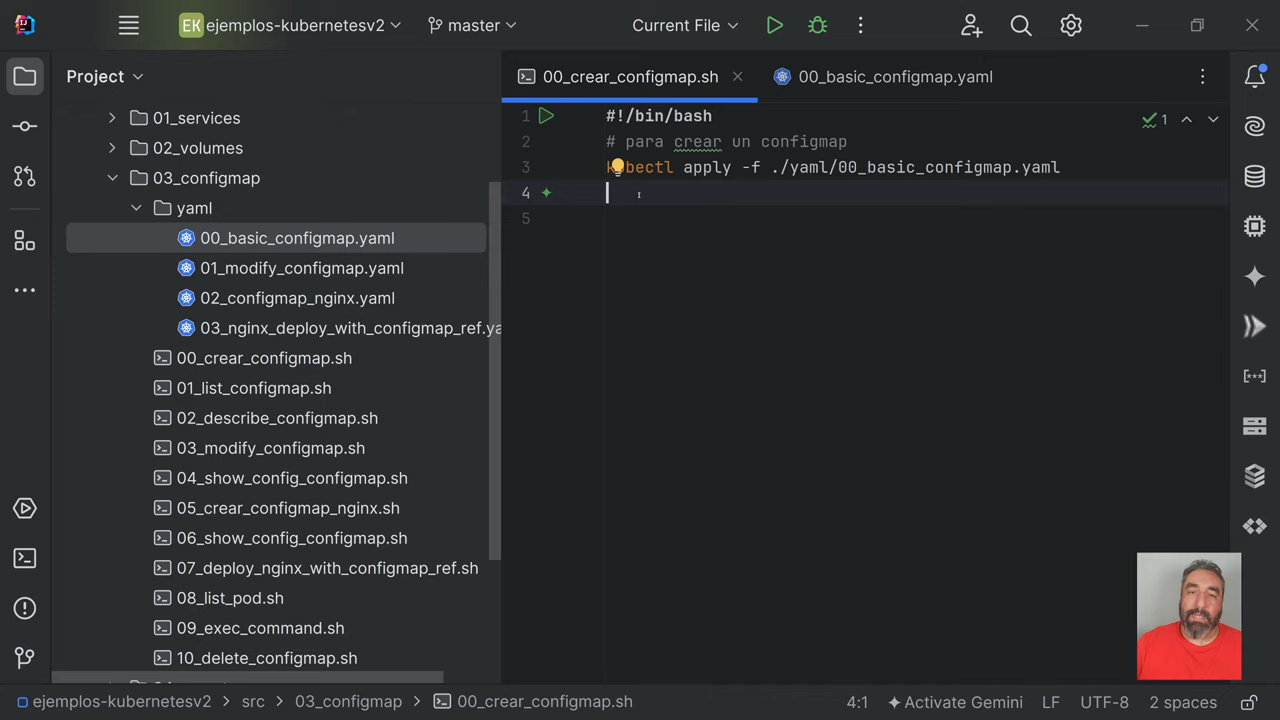 EK ejemplos-kubernetesv2
master
Current File
Project
01_services
02_volumes
03_configmap
yaml
00_basic_configmap.yaml
01_modify_configmap.yaml
02_configmap_nginx.yaml
03_nginx_deploy_with_configmap_ref.ya
00_crear_configmap.sh
01_list_configmap.sh
02_describe_configmap.sh
03_modify_configmap.sh
04_show_config_configmap.sh
05_crear_configmap_nginx.sh
06_show_config_configmap.sh
07_deploy_nginx_with_configmap_ref.sh
08_list_pod.sh
09_exec_command.sh
10_delete_configmap.sh
00_crear_configmap.sh
00_basic_configmap.yaml
1 #!/bin/bash
2 # para crear un configmap
3 kubectl apply -f ./yaml/00_basic_configmap.yaml
4
5
1
ejemplos-kubernetesv2 > src > 03_configmap > 00_crear_configmap.sh
4:1 Activate Gemini LF UTF-8 2 spaces